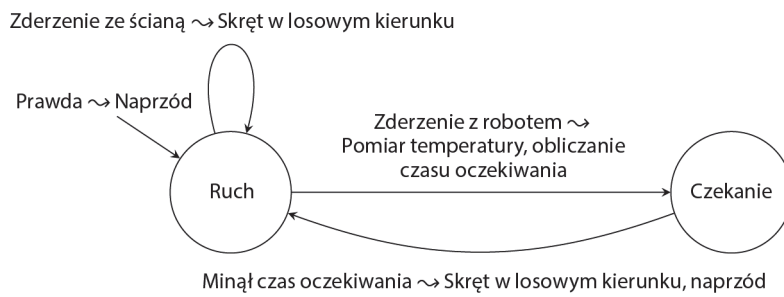 Zderzenie ze ścianą ⤳ Skręt w losowym kierunku
Prawda ⤳ Naprzód
Zderzenie z robotem ⤳
Pomiar temperatury, obliczanie
czasu oczekiwania
Ruch
Czekanie
Minął czas oczekiwania ⤳ Skręt w losowym kierunku, naprzód